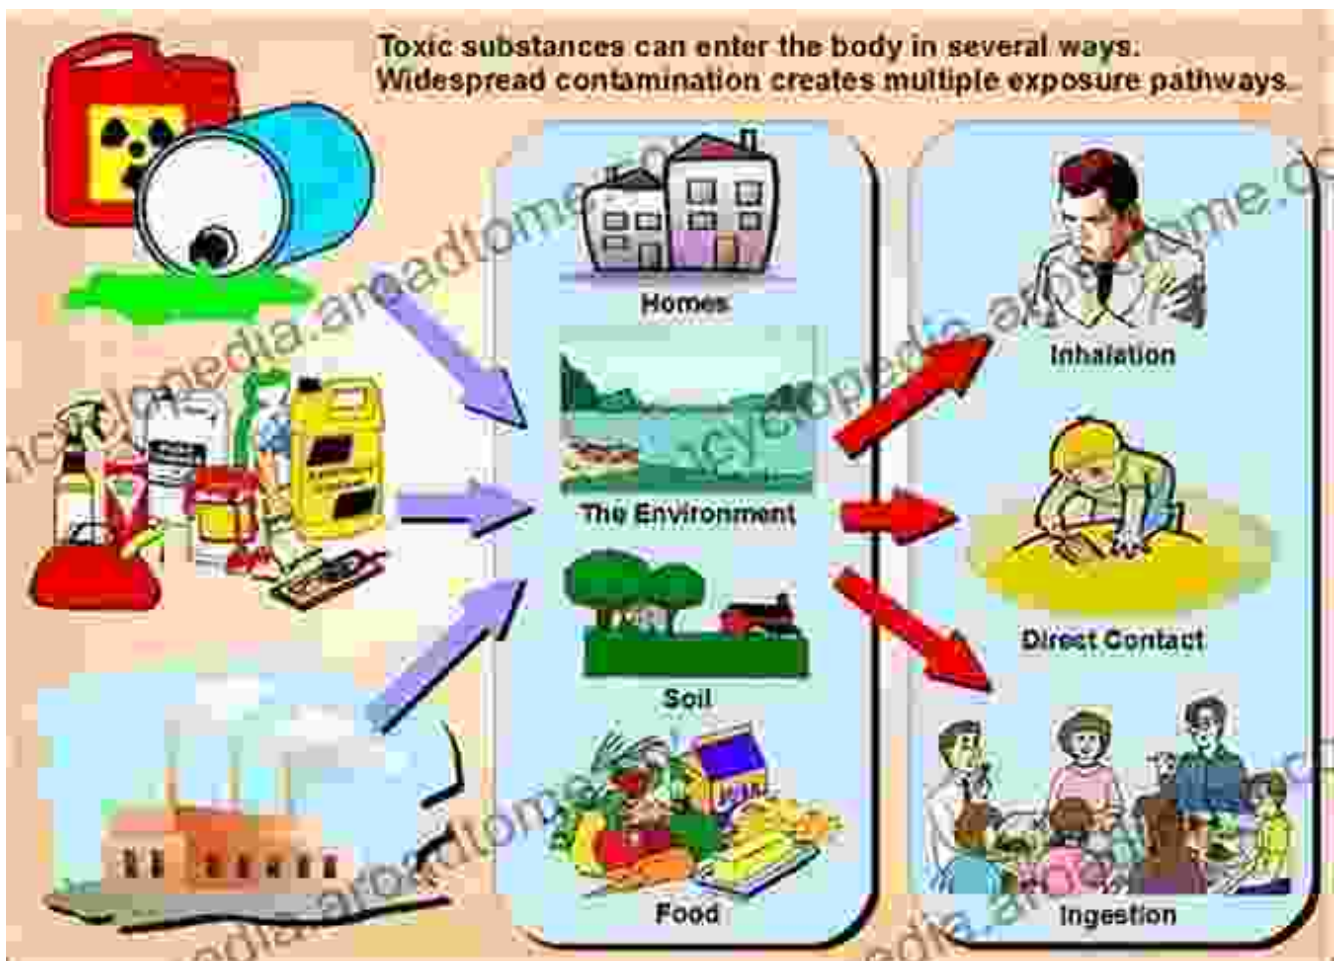 Toxic substances can enter the body in several ways.
Widespread contamination creates multiple exposure pathways.
Homes
The Environment
Soil
Food
Inhalation
Direct Contact
Ingestion